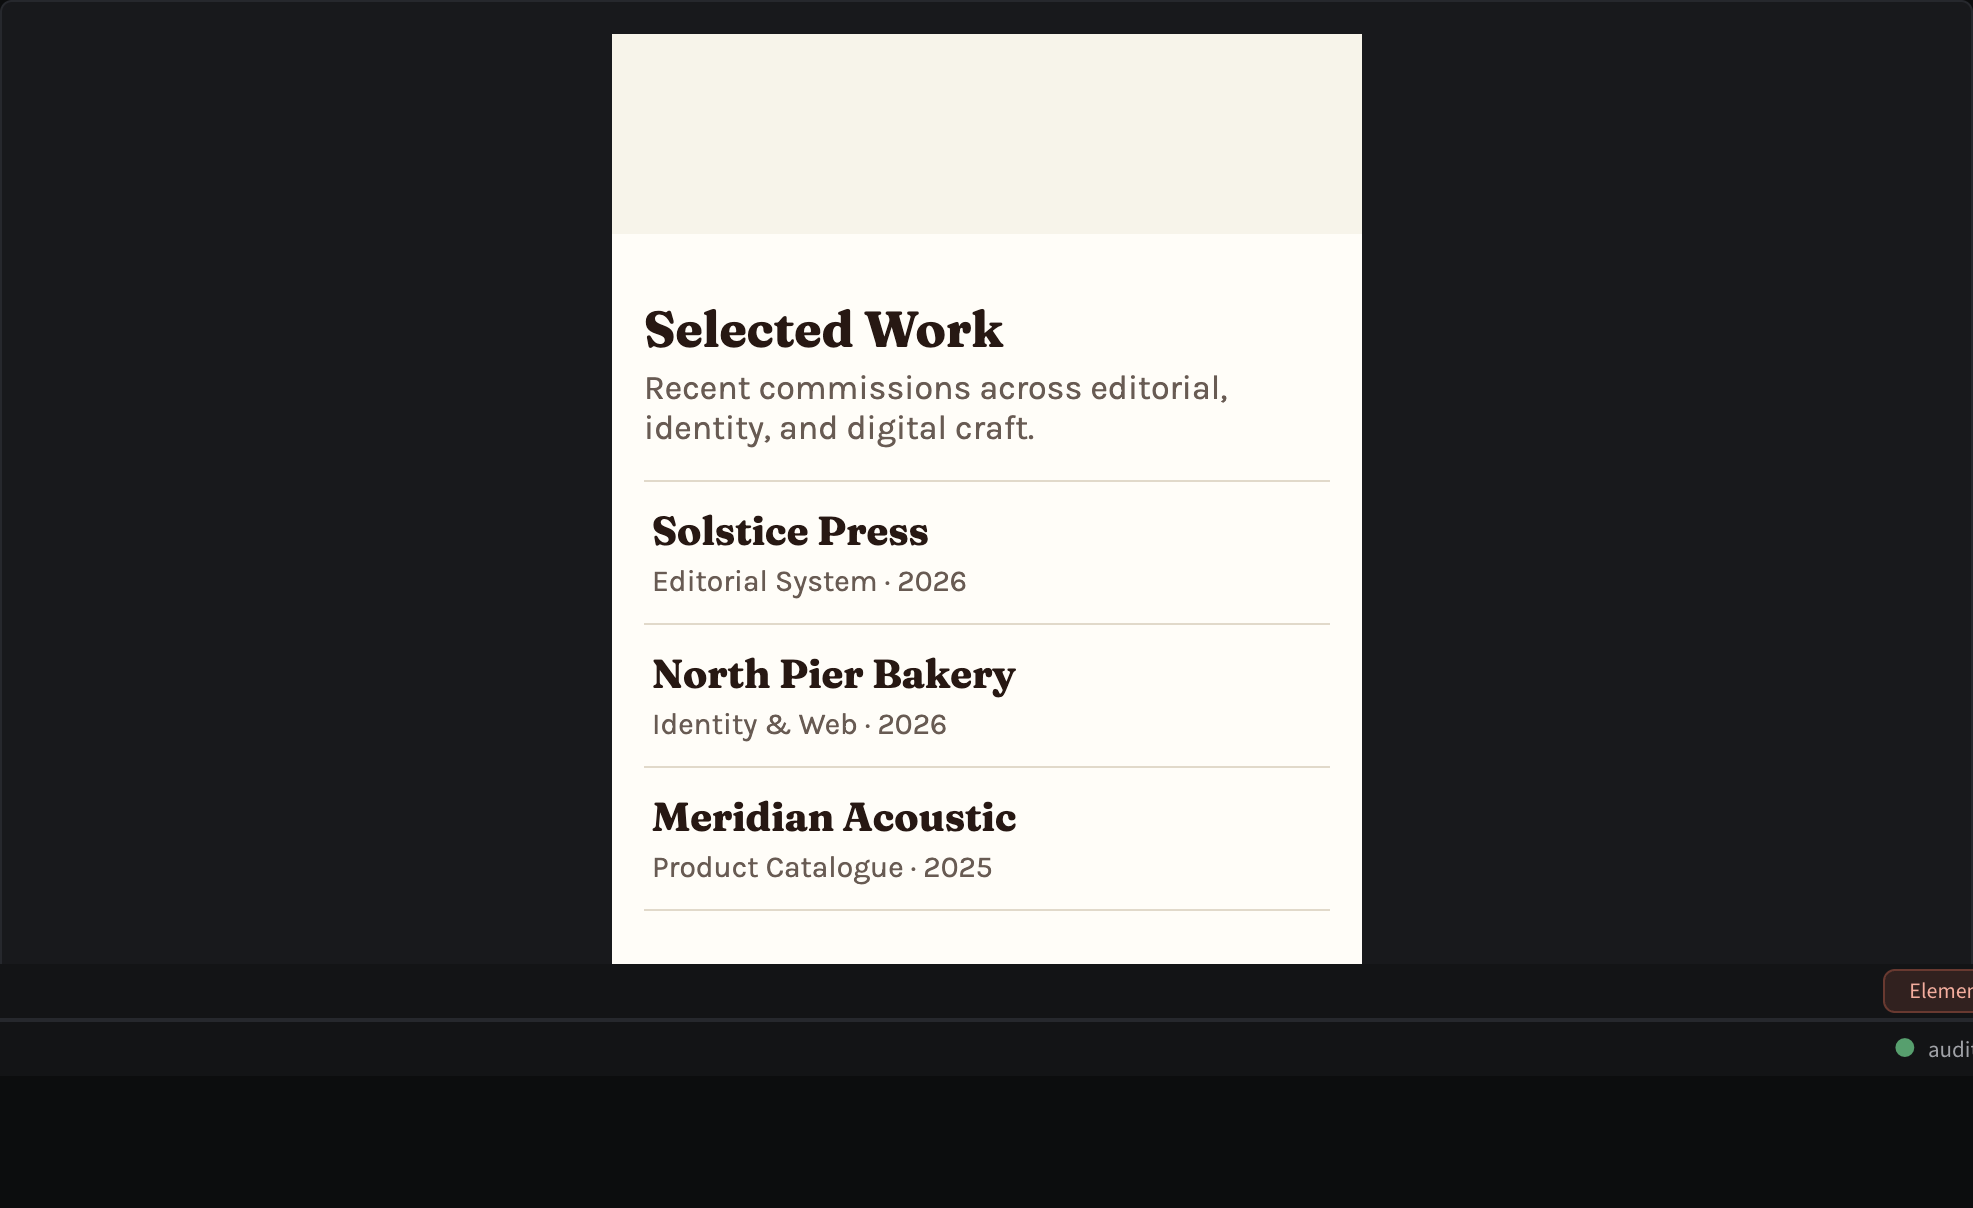 Selected Work
Recent commissions across editorial,
identity, and digital craft.
Solstice Press
Editorial System · 2026
North Pier Bakery
Identity & Web · 2026
Meridian Acoustic
Product Catalogue · 2025